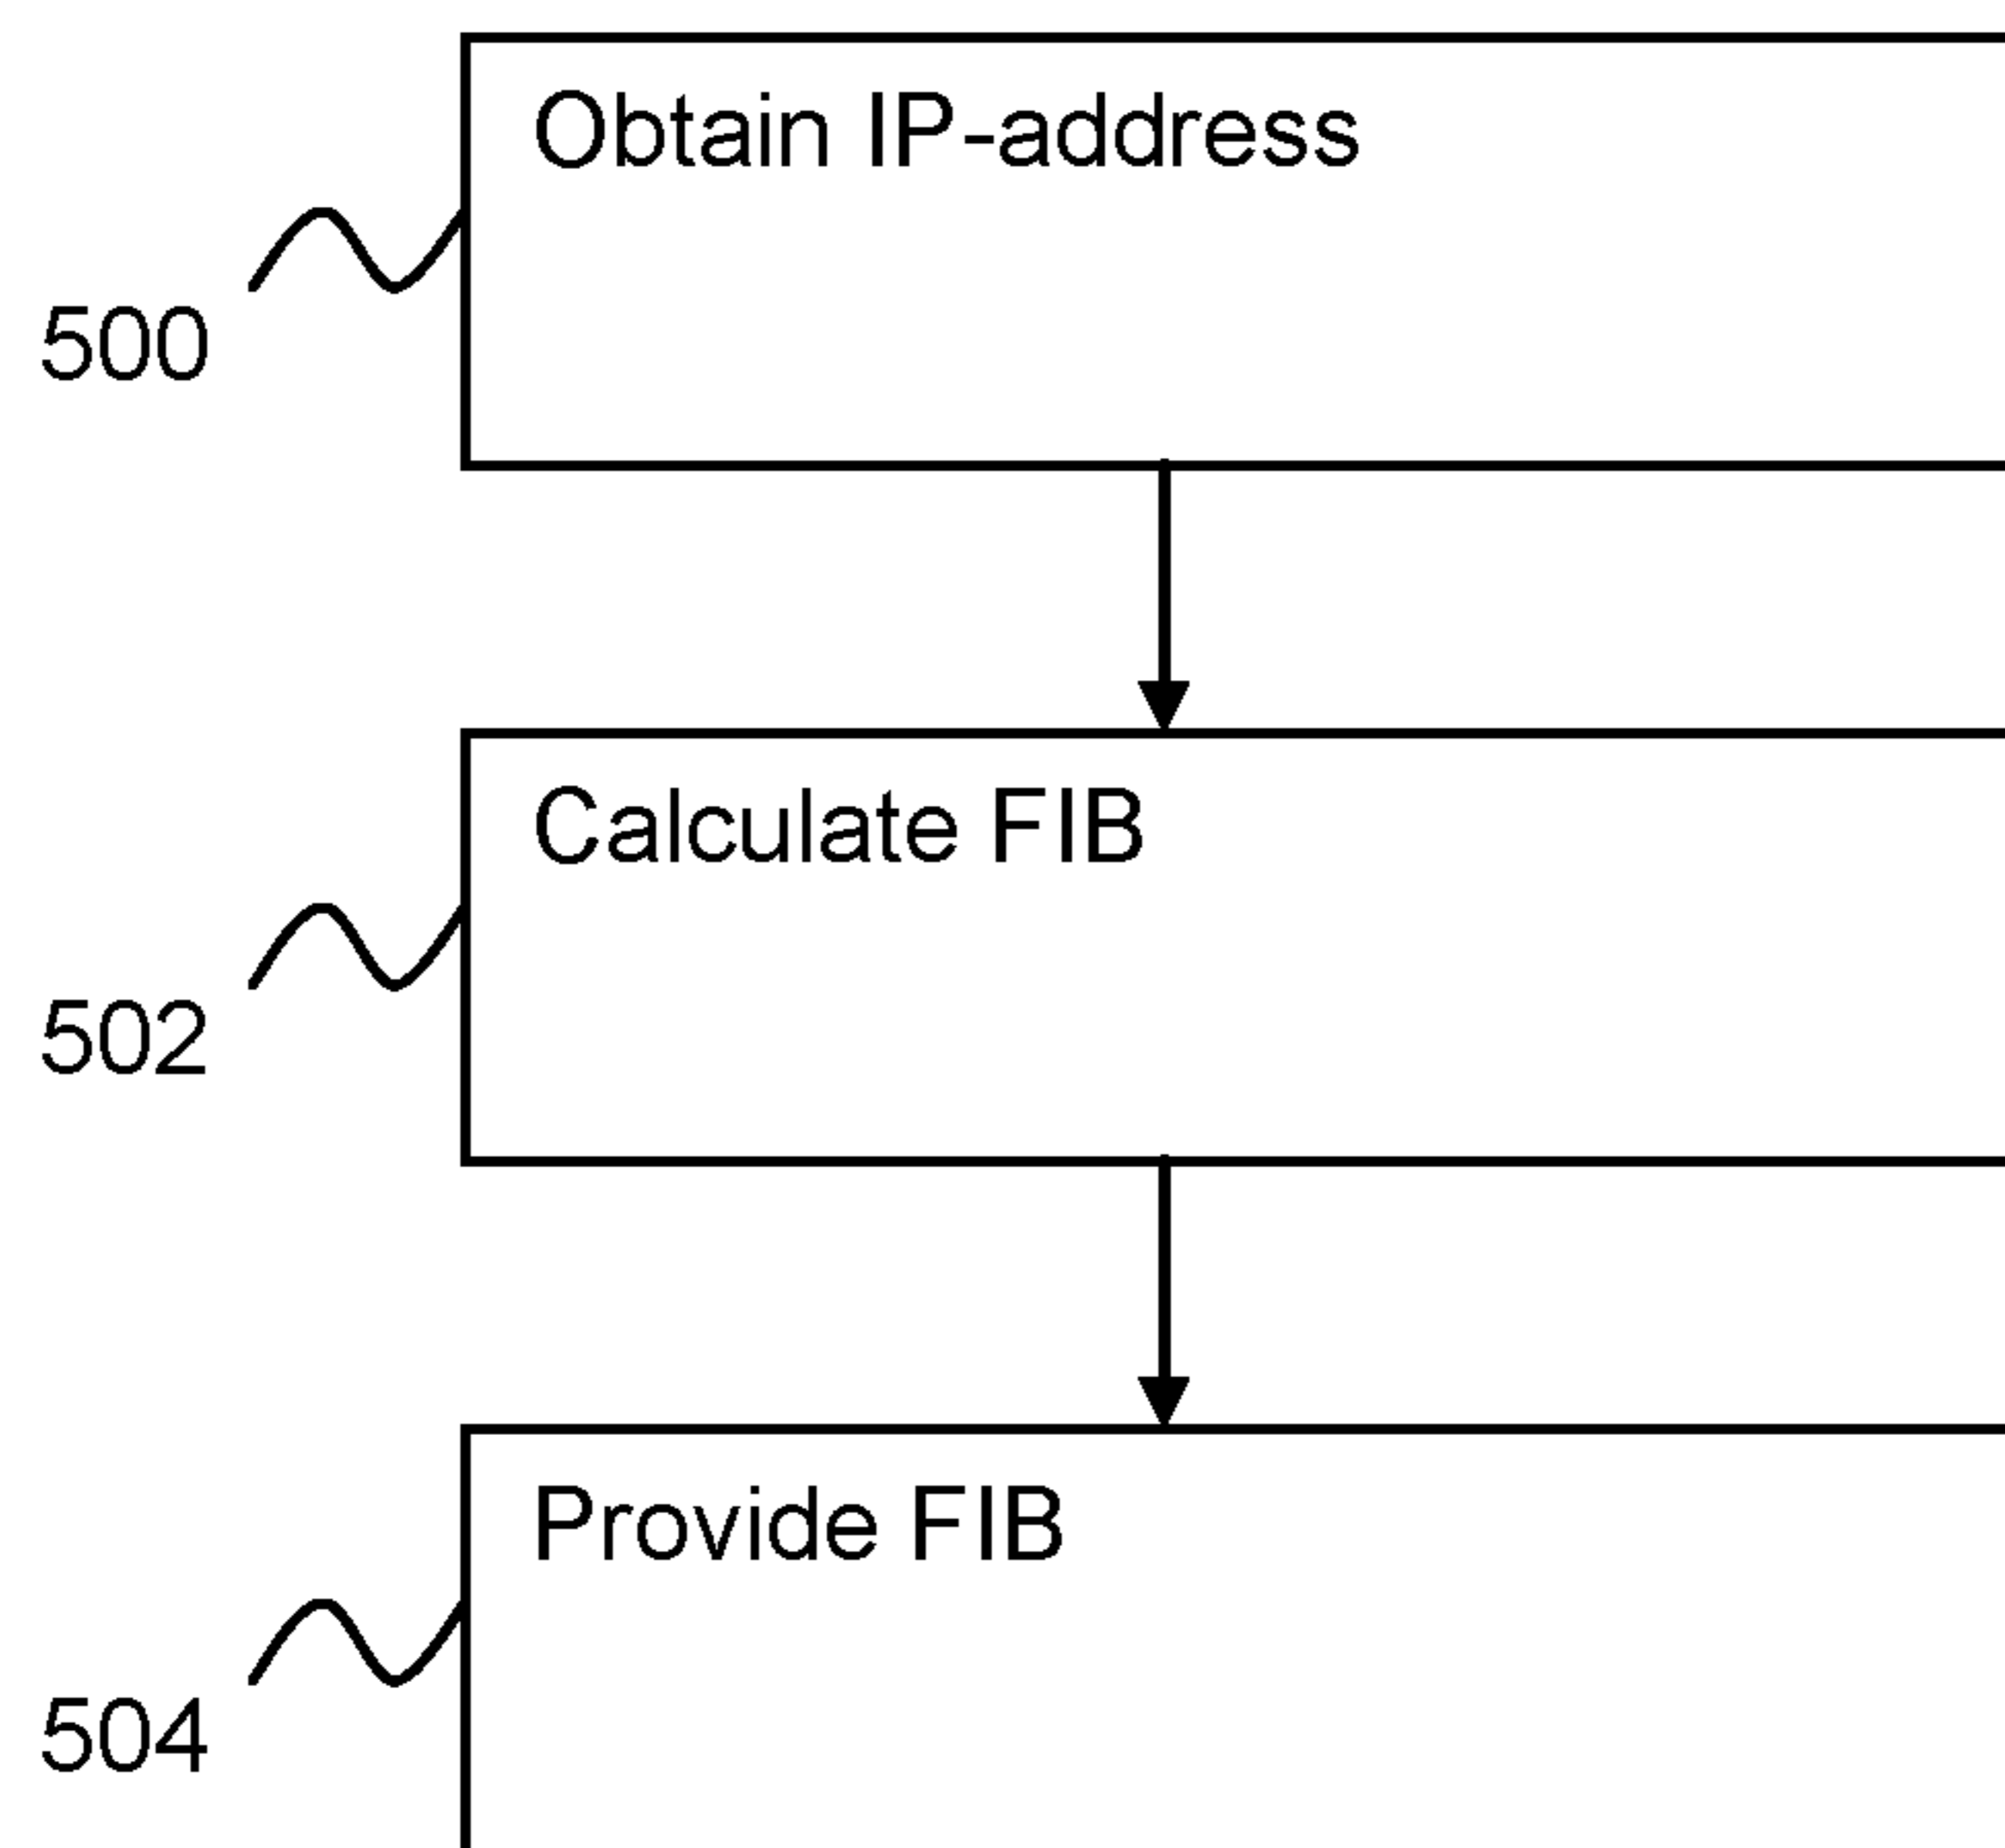 Obtain IP-address
500
Calculate FIB
502
Provide FIB
504